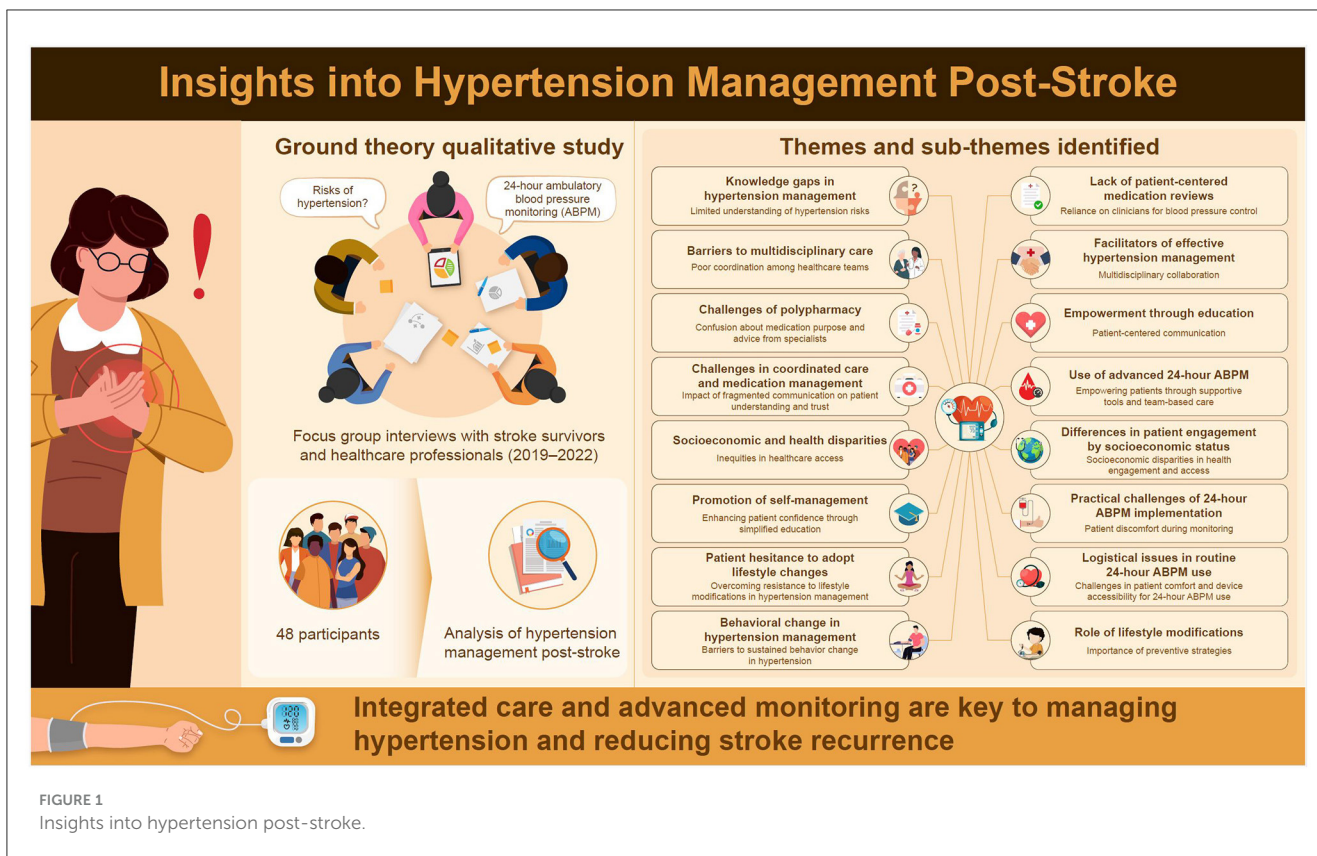 Insights into Hypertension Management Post-Stroke
Ground theory qualitative study
Risks of
hypertension?
24-hour ambulatory
blood pressure
monitoring (ABPM)
Focus group interviews with stroke survivors
and healthcare professionals (2019–2022)
48 participants
Analysis of hypertension
management post-stroke
Themes and sub-themes identified
Knowledge gaps in
hypertension management
Limited understanding of hypertension risks
Barriers to multidisciplinary care
Poor coordination among healthcare teams
Challenges of polypharmacy
Confusion about medication purpose and
advice from specialists
Challenges in coordinated care
and medication management
Impact of fragmented communication on patient
understanding and trust
Socioeconomic and health disparities
Inequities in healthcare access
Promotion of self-management
Enhancing patient confidence through
simplified education
Patient hesitance to adopt
lifestyle changes
Overcoming resistance to lifestyle
modifications in hypertension management
Behavioral change in
hypertension management
Barriers to sustained behavior change
in hypertension
Lack of patient-centered
medication reviews
Reliance on clinicians for blood pressure control
Facilitators of effective
hypertension management
Multidisciplinary collaboration
Empowerment through education
Patient-centered communication
Use of advanced 24-hour ABPM
Empowering patients through supportive
tools and team-based care
Differences in patient engagement
by socioeconomic status
Socioeconomic disparities in health
engagement and access
Practical challenges of 24-hour
ABPM implementation
Patient discomfort during monitoring
Logistical issues in routine
24-hour ABPM use
Challenges in patient comfort and device
accessibility for 24-hour ABPM use
Role of lifestyle modifications
Importance of preventive strategies
Integrated care and advanced monitoring are key to managing
hypertension and reducing stroke recurrence
FIGURE 1
Insights into hypertension post-stroke.